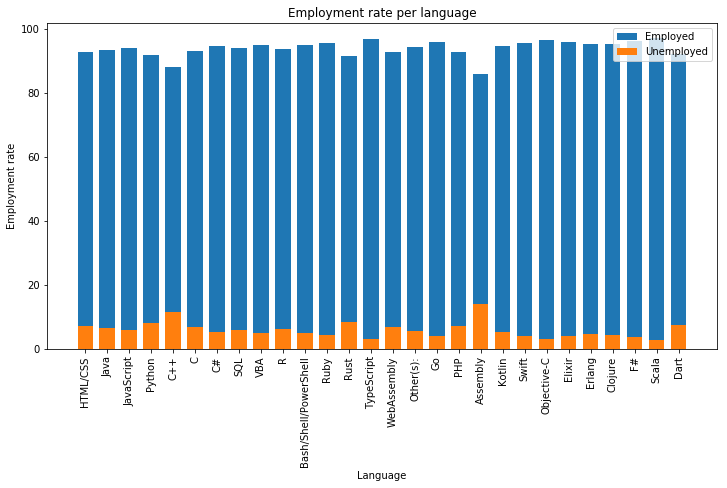 Employment rate per language
Employed
Unemployed
Employment rate
100
80
60
40
20
0
HTML/CSS
Java
JavaScript
Python
C++
C
C#
SQL
VBA
R
Bash/Shell/PowerShell
Ruby
Rust
TypeScript
WebAssembly
Other(s):
Go
PHP
Assembly
Kotlin
Swift
Objective-C
Elixir
Erlang
Clojure
F#
Scala
Dart
Language